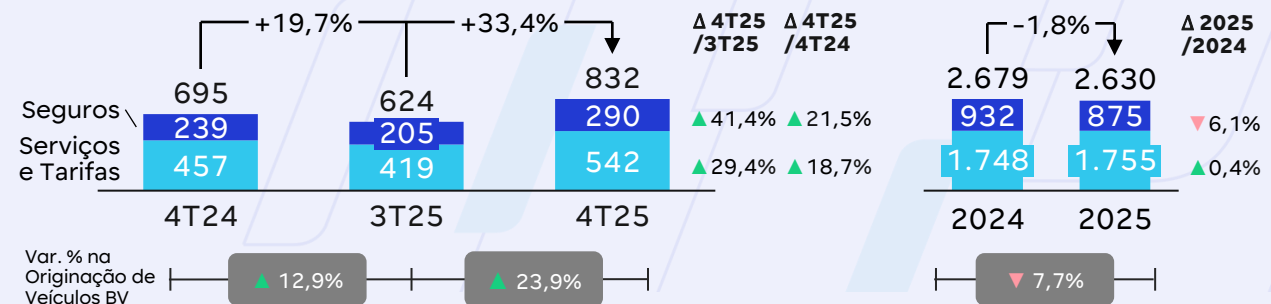 +19,7%
+33,4%
Δ 4T25
/3T25
Δ 4T25
/4T24
-1,8%
Δ 2025
/2024
695
624
832
2.679
2.630
Seguros
239
205
290
▲41,4%
▲21,5%
932
875
▼6,1%
Serviços
e Tarifas
457
419
542
▲29,4%
▲18,7%
1.748
1.755
▲0,4%
4T24
3T25
4T25
2024
2025
Var. % na
Originação de
Veículos BV
▲ 12,9%
▲ 23,9%
▼ 7,7%